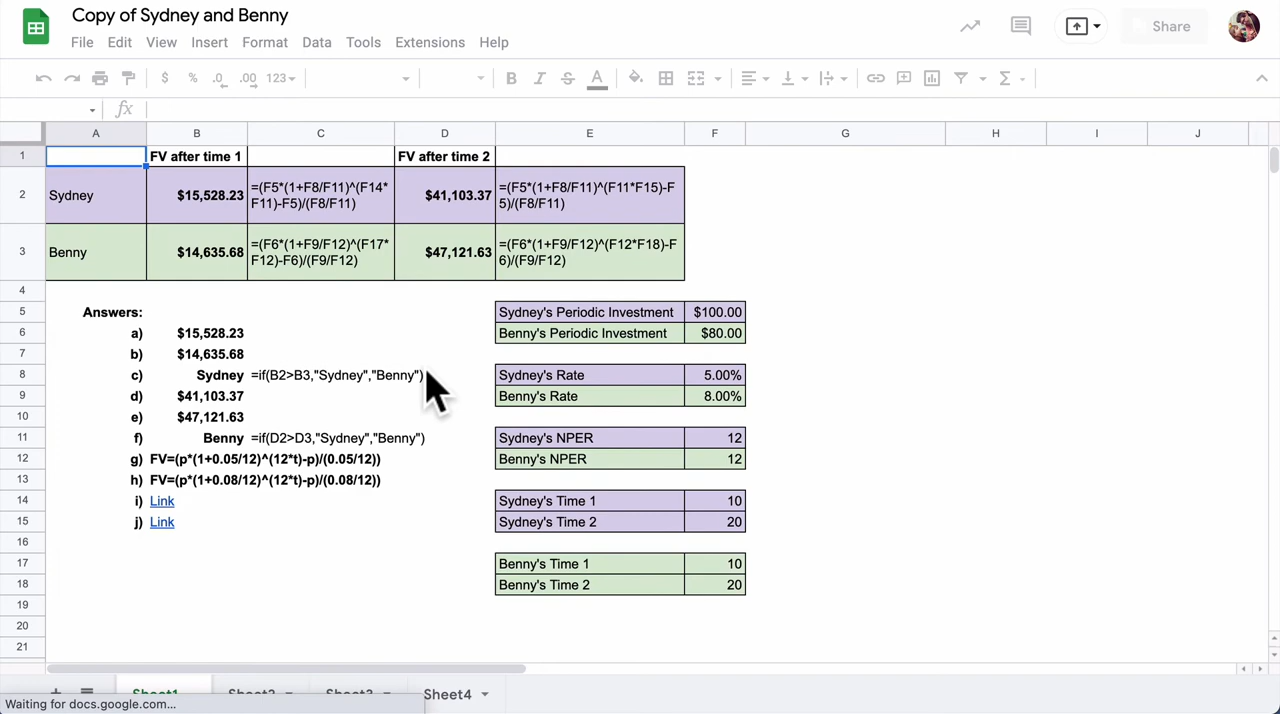 Copy of Sydney and Benny
File Edit View Insert Format Data Tools Extensions Help
Share
$ % .0 .00 123 B I S A Σ
fx
A B C D E F G H I J
1 FV after time 1 FV after time 2
2 Sydney $15,528.23 =(F5*(1+F8/F11)^(F14* $41,103.37 =(F5*(1+F8/F11)^(F11*F15)-F
F11)-F5)/(F8/F11) 5)/(F8/F11)
3 Benny $14,635.68 =(F6*(1+F9/F12)^(F17* $47,121.63 =(F6*(1+F9/F12)^(F12*F18)-F
F12)-F6)/(F9/F12) 6)/(F9/F12)
4
5 Answers: Sydney's Periodic Investment $100.00
6 a) $15,528.23 Benny's Periodic Investment $80.00
7 b) $14,635.68
8 c) Sydney =if(B2>B3,"Sydney","Benny") Sydney's Rate 5.00%
9 d) $41,103.37 Benny's Rate 8.00%
10 e) $47,121.63
11 f) Benny =if(D2>D3,"Sydney","Benny") Sydney's NPER 12
12 g) FV=(p*(1+0.05/12)^(12*t)-p)/(0.05/12)) Benny's NPER 12
13 h) FV=(p*(1+0.08/12)^(12*t)-p)/(0.08/12))
14 i) Link Sydney's Time 1 10
15 j) Link Sydney's Time 2 20
16
17 Benny's Time 1 10
18 Benny's Time 2 20
19
20
21
Sheet1 Sheet2 Sheet3 Sheet4
Waiting for docs.google.com...